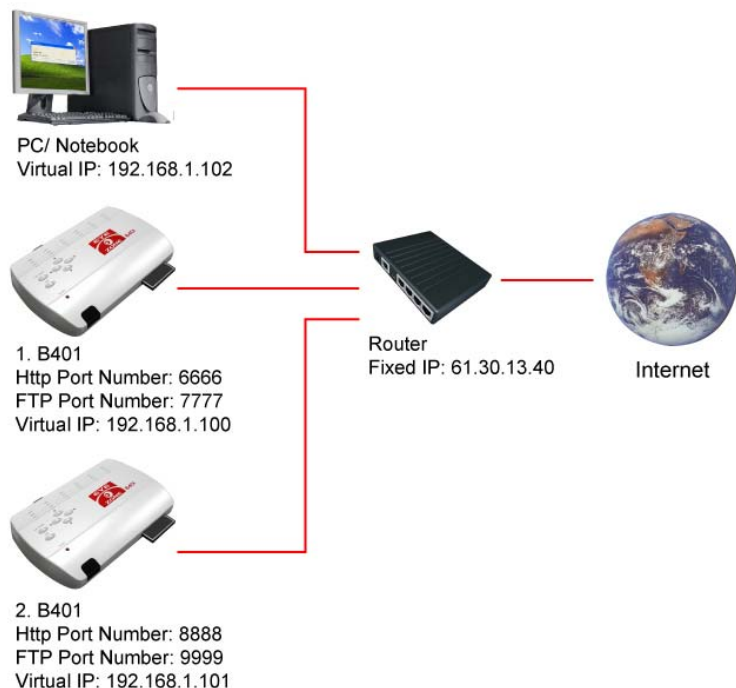 PC/ Notebook
Virtual IP: 192.168.1.102
1. B401
Http Port Number: 6666
FTP Port Number: 7777
Virtual IP: 192.168.1.100
Router
Fixed IP: 61.30.13.40
Internet
2. B401
Http Port Number: 8888
FTP Port Number: 9999
Virtual IP: 192.168.1.101